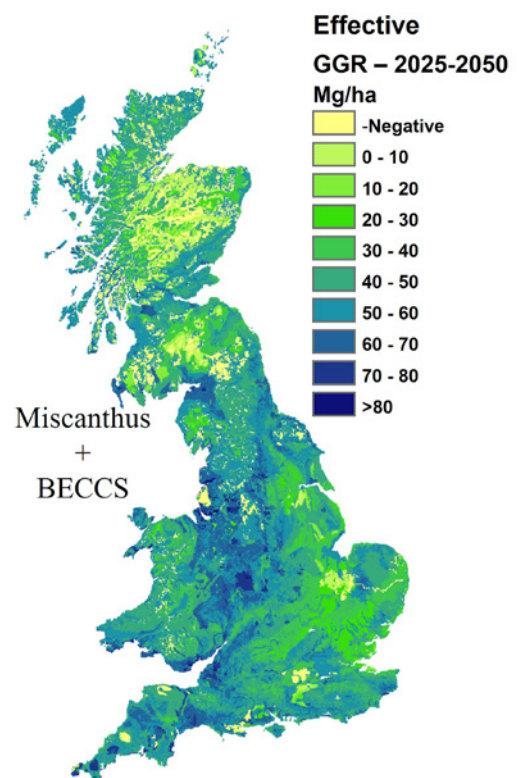 Effective
GGR – 2025-2050
Mg/ha
-Negative
0 - 10
10 - 20
20 - 30
30 - 40
40 - 50
50 - 60
60 - 70
70 - 80
>80
Miscanthus
+
BECCS